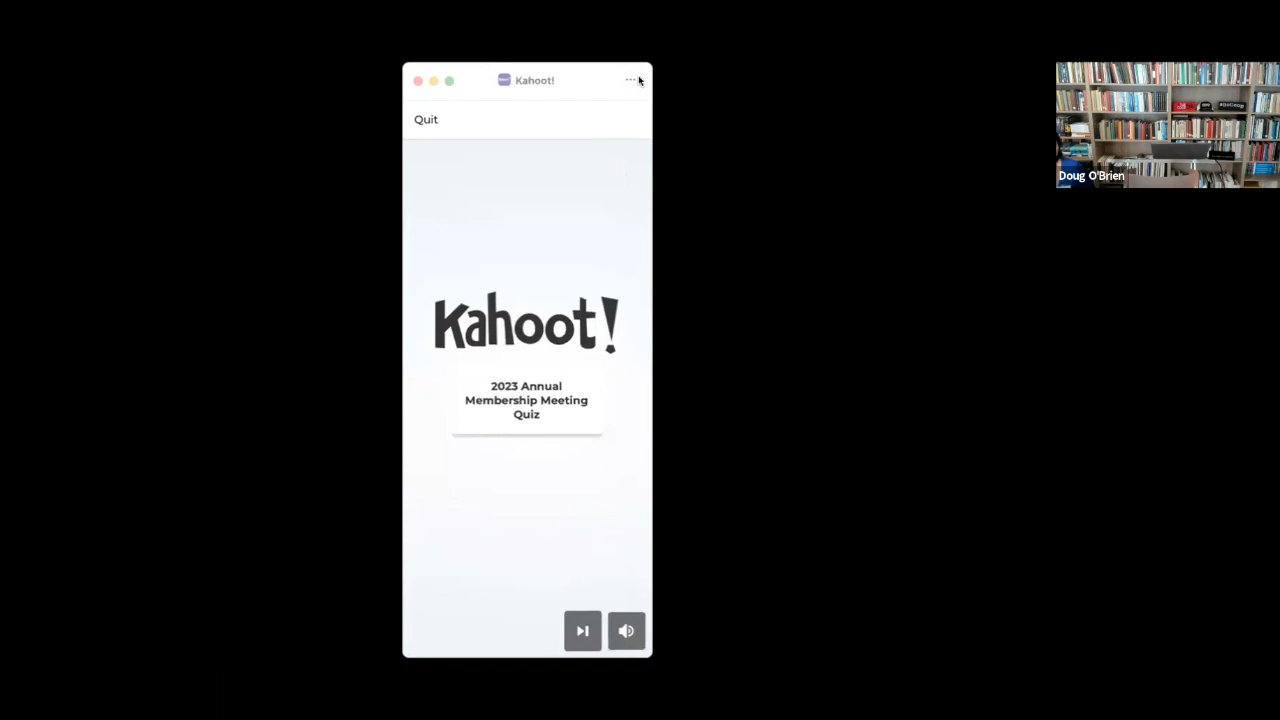 Kahoot!
Quit
Kahoot!
2023 Annual
Membership Meeting
Quiz
Doug O'Brien